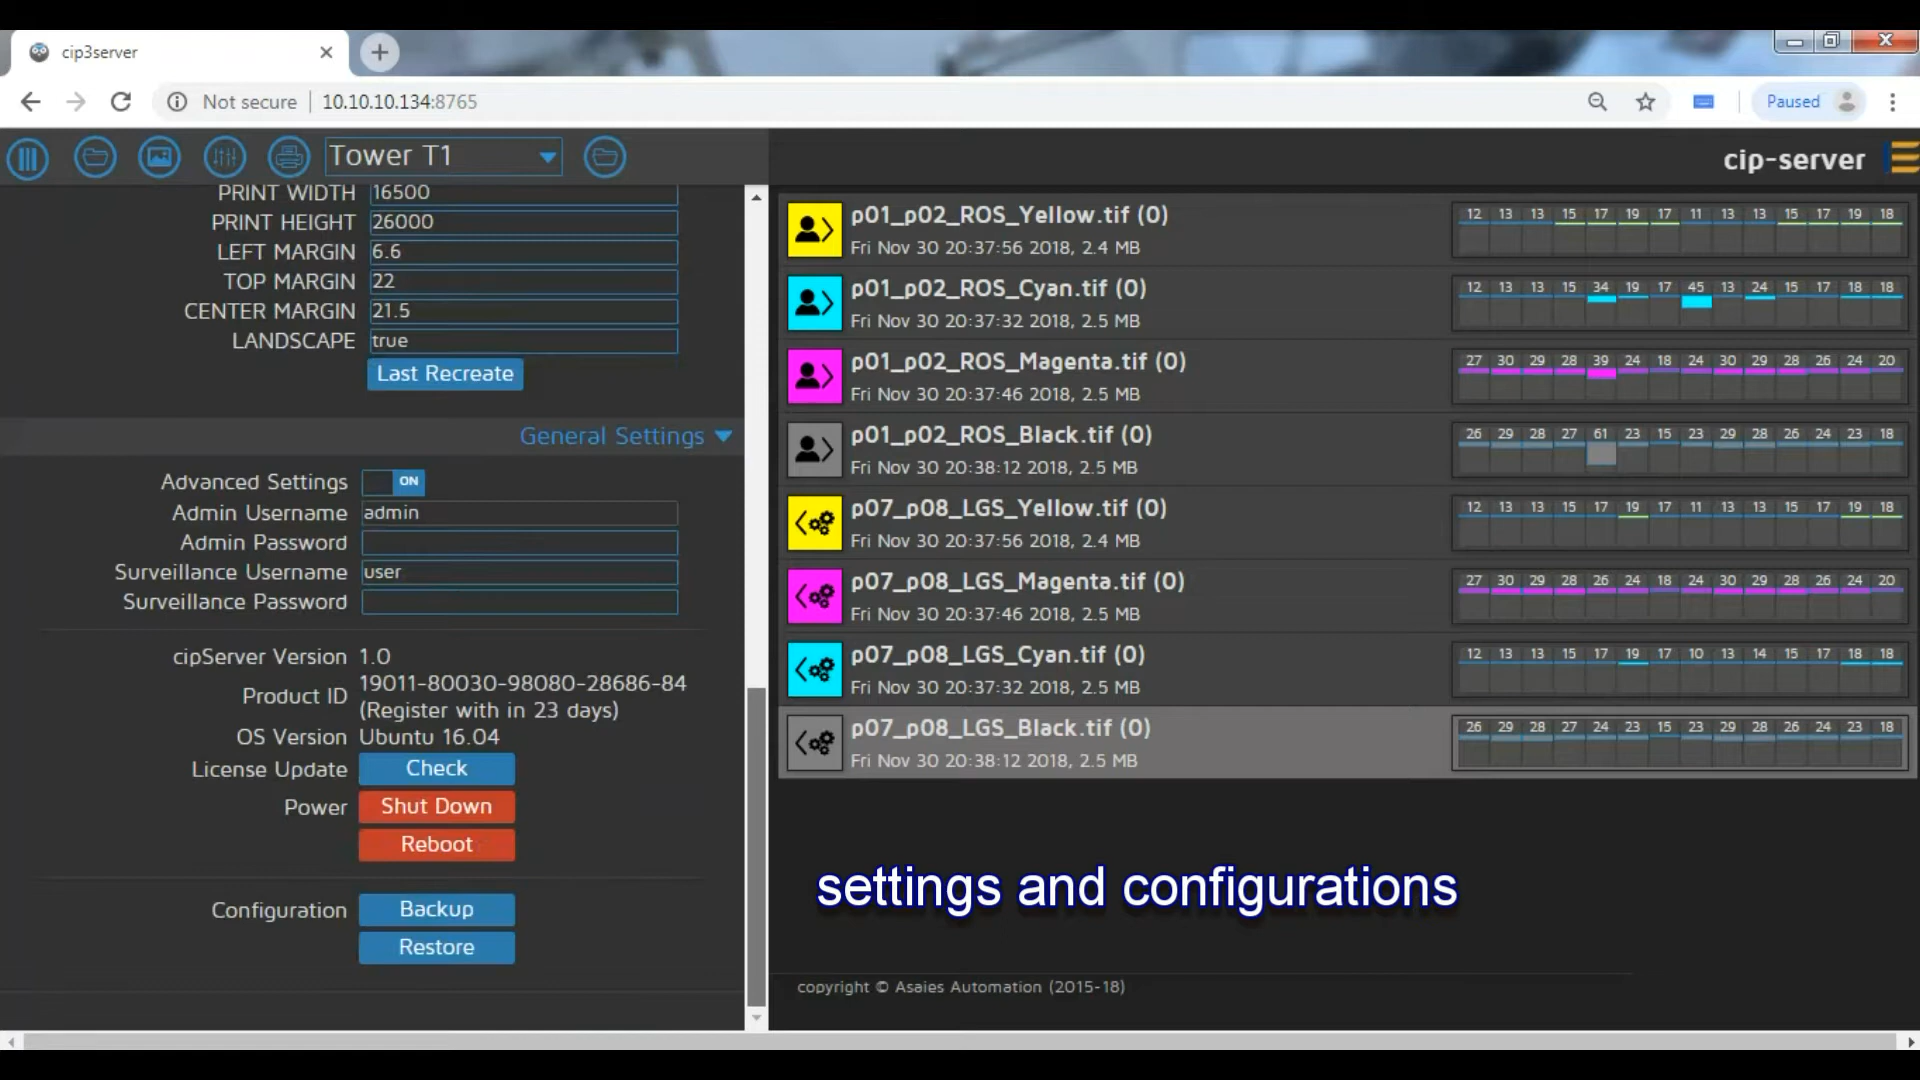 cip3server
Not secure
10.10.10.134:8765
Paused
Tower T1
cip-server
PRINT WIDTH 16500
PRINT HEIGHT 26000
LEFT MARGIN 6.6
TOP MARGIN 22
CENTER MARGIN 21.5
LANDSCAPE true
Last Recreate
General Settings
Advanced Settings ON
Admin Username admin
Admin Password
Surveillance Username user
Surveillance Password
cipServer Version 1.0
Product ID 19011-80030-98080-28686-84
(Register with in 23 days)
OS Version Ubuntu 16.04
License Update Check
Power Shut Down
Reboot
Configuration Backup
Restore
p01_p02_ROS_Yellow.tif (0)
Fri Nov 30 20:37:56 2018, 2.4 MB
12 13 13 15 17 19 17 11 13 13 15 17 19 18
p01_p02_ROS_Cyan.tif (0)
Fri Nov 30 20:37:32 2018, 2.5 MB
12 13 13 15 34 19 17 45 13 24 15 17 18 18
p01_p02_ROS_Magenta.tif (0)
Fri Nov 30 20:37:46 2018, 2.5 MB
27 30 29 28 39 24 18 24 30 29 28 26 24 20
p01_p02_ROS_Black.tif (0)
Fri Nov 30 20:38:12 2018, 2.5 MB
26 29 28 27 61 23 15 23 29 28 26 24 23 18
p07_p08_LGS_Yellow.tif (0)
Fri Nov 30 20:37:56 2018, 2.4 MB
12 13 13 15 17 19 17 11 13 13 15 17 19 18
p07_p08_LGS_Magenta.tif (0)
Fri Nov 30 20:37:46 2018, 2.5 MB
27 30 29 28 26 24 18 24 30 29 28 26 24 20
p07_p08_LGS_Cyan.tif (0)
Fri Nov 30 20:37:32 2018, 2.5 MB
12 13 13 15 17 19 17 10 13 14 15 17 18 18
p07_p08_LGS_Black.tif (0)
Fri Nov 30 20:38:12 2018, 2.5 MB
26 29 28 27 24 23 15 23 29 28 26 24 23 18
settings and configurations
copyright © Asaies Automation (2015-18)